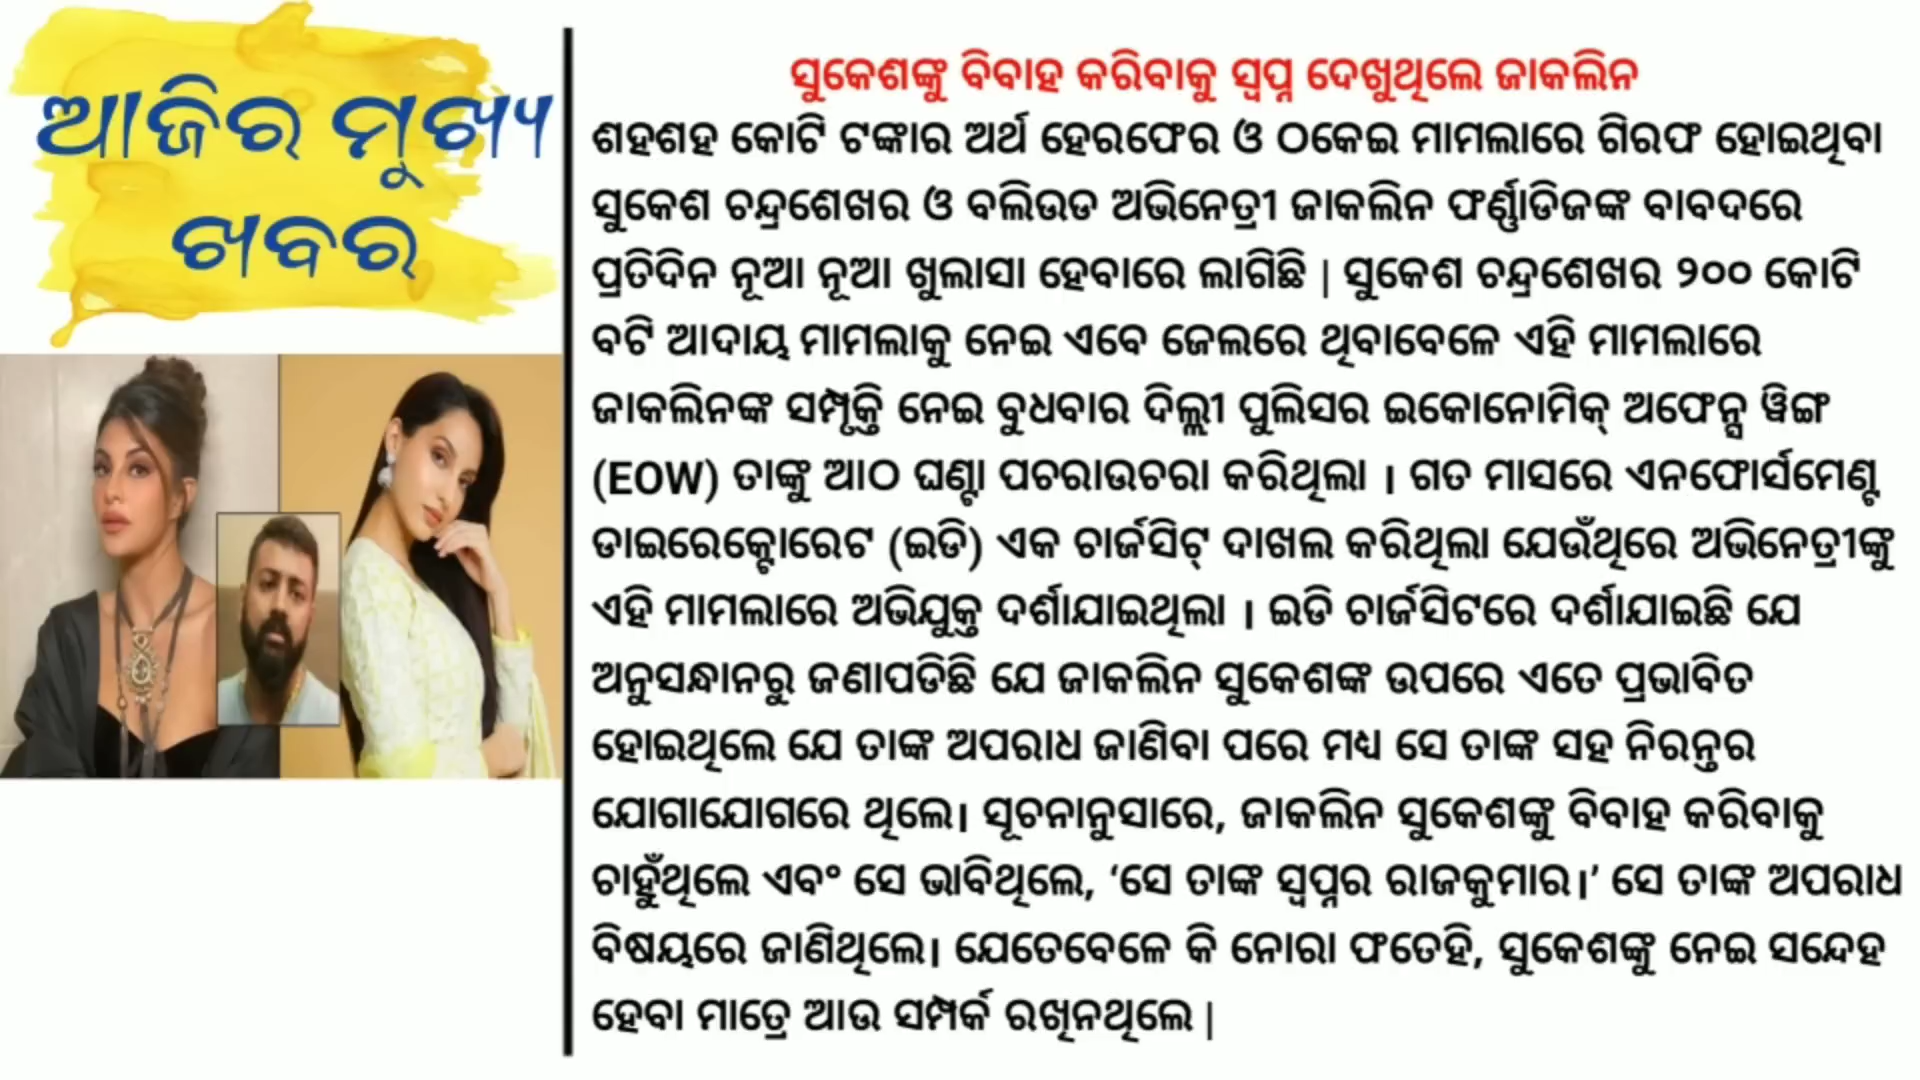 ଆଜିର ମୁଖ୍ୟ
ଖବର
ସୁକେଶଙ୍କୁ ବିବାହ କରିବାକୁ ସ୍ୱପ୍ନ ଦେଖୁଥିଲେ ଜାକଲିନ
ଶହଶହ କୋଟି ଟଙ୍କାର ଅର୍ଥ ହେରଫେର ଓ ଠକେଇ ମାମଲାରେ ଗିରଫ ହୋଇଥିବା
ସୁକେଶ ଚନ୍ଦ୍ରଶେଖର ଓ ବଲିଉଡ ଅଭିନେତ୍ରୀ ଜାକଲିନ ଫର୍ଣ୍ଣାଡିଜଙ୍କ ବାବଦରେ
ପ୍ରତିଦିନ ନୂଆ ନୂଆ ଖୁଲାସା ହେବାରେ ଲାଗିଛି | ସୁକେଶ ଚନ୍ଦ୍ରଶେଖର ୨୦୦ କୋଟି
ବଟି ଆଦାୟ ମାମଲାକୁ ନେଇ ଏବେ ଜେଲରେ ଥିବାବେଳେ ଏହି ମାମଲାରେ
ଜାକଲିନଙ୍କ ସମ୍ପୃକ୍ତି ନେଇ ବୁଧବାର ଦିଲ୍ଲୀ ପୁଲିସର ଇକୋନୋମିକ୍ ଅଫେନ୍ସ ୱିଙ୍ଗ
(EOW) ତାଙ୍କୁ ଆଠ ଘଣ୍ଟା ପଚରାଉଚରା କରିଥିଲା । ଗତ ମାସରେ ଏନଫୋର୍ସମେଣ୍ଟ
ଡାଇରେକ୍ଟୋରେଟ (ଇଡି) ଏକ ଚାର୍ଜସିଟ୍ ଦାଖଲ କରିଥିଲା ଯେଉଁଥିରେ ଅଭିନେତ୍ରୀଙ୍କୁ
ଏହି ମାମଲାରେ ଅଭିଯୁକ୍ତ ଦର୍ଶାଯାଇଥିଲା । ଇଡି ଚାର୍ଜସିଟରେ ଦର୍ଶାଯାଇଛି ଯେ
ଅନୁସନ୍ଧାନରୁ ଜଣାପଡିଛି ଯେ ଜାକଲିନ ସୁକେଶଙ୍କ ଉପରେ ଏତେ ପ୍ରଭାବିତ
ହୋଇଥିଲେ ଯେ ତାଙ୍କ ଅପରାଧ ଜାଣିବା ପରେ ମଧ୍ୟ ସେ ତାଙ୍କ ସହ ନିରନ୍ତର
ଯୋଗାଯୋଗରେ ଥିଲେ। ସୂଚନାନୁସାରେ, ଜାକଲିନ ସୁକେଶଙ୍କୁ ବିବାହ କରିବାକୁ
ଚାହୁଁଥିଲେ ଏବଂ ସେ ଭାବିଥିଲେ, ‘ସେ ତାଙ୍କ ସ୍ୱପ୍ନର ରାଜକୁମାର।’ ସେ ତାଙ୍କ ଅପରାଧ
ବିଷୟରେ ଜାଣିଥିଲେ। ଯେତେବେଳେ କି ନୋରା ଫତେହି, ସୁକେଶଙ୍କୁ ନେଇ ସନ୍ଦେହ
ହେବା ମାତ୍ରେ ଆଉ ସମ୍ପର୍କ ରଖିନଥିଲେ |